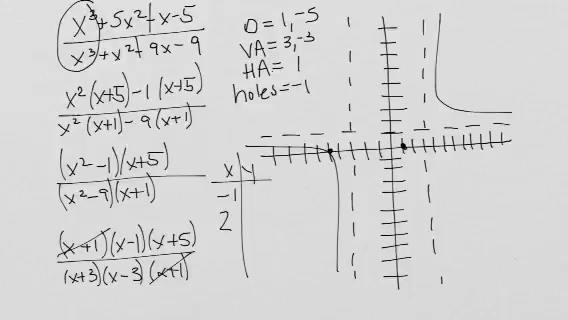 x³+5x²-x-5
x³+x²-9x-9
x²(x+5)-1(x+5)
x²(x+1)-9(x+1)
(x²-1)(x+5)
(x²-9)(x+1)
(x+1)(x-1)(x+5)
(x+3)(x-3)(x+1)
0=1,-5
VA=3,-3
HA=1
holes=-1
x y
-1
2